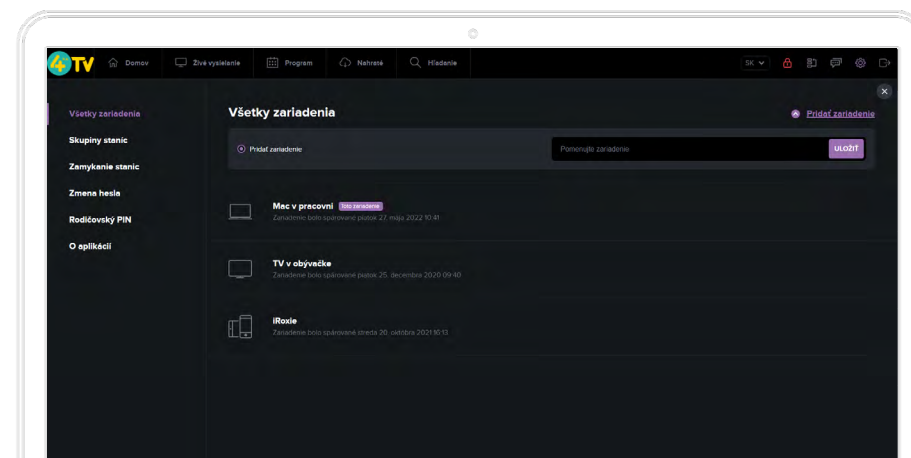 4TV
Domov
Živé vysielanie
Program
Nahraté
Hľadanie
SK
Všetky zariadenia
Skupiny staníc
Zamykanie staníc
Zmena hesla
Rodičovský PIN
O aplikácií
Všetky zariadenia
Pridať zariadenie
Pridať zariadenie
Pomenujte zariadenie
ULOŽIŤ
Mac v pracovni toto zariadenie
Zariadenie bolo spárované piatok 27. mája 2022 10:41
TV v obývačke
Zariadenie bolo spárované piatok 25. decembra 2020 09:40
iRoxie
Zariadenie bolo spárované streda 20. októbra 2021 16:13